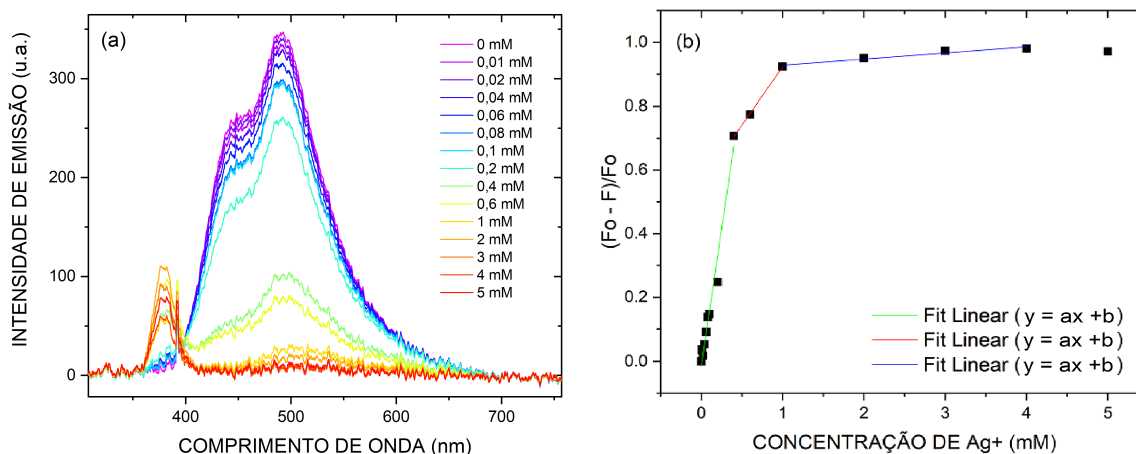 (a)
INTENSIDADE DE EMISSÃO (u.a.)
300
200
100
0
400
500
600
700
COMPRIMENTO DE ONDA (nm)
0 mM
0,01 mM
0,02 mM
0,04 mM
0,06 mM
0,08 mM
0,1 mM
0,2 mM
0,4 mM
0,6 mM
1 mM
2 mM
3 mM
4 mM
5 mM
(b)
(Fo - F)/Fo
1.0
0.8
0.6
0.4
0.2
0.0
0
1
2
3
4
5
CONCENTRAÇÃO DE Ag+ (mM)
Fit Linear ( y = ax +b)
Fit Linear ( y = ax +b)
Fit Linear ( y = ax +b)